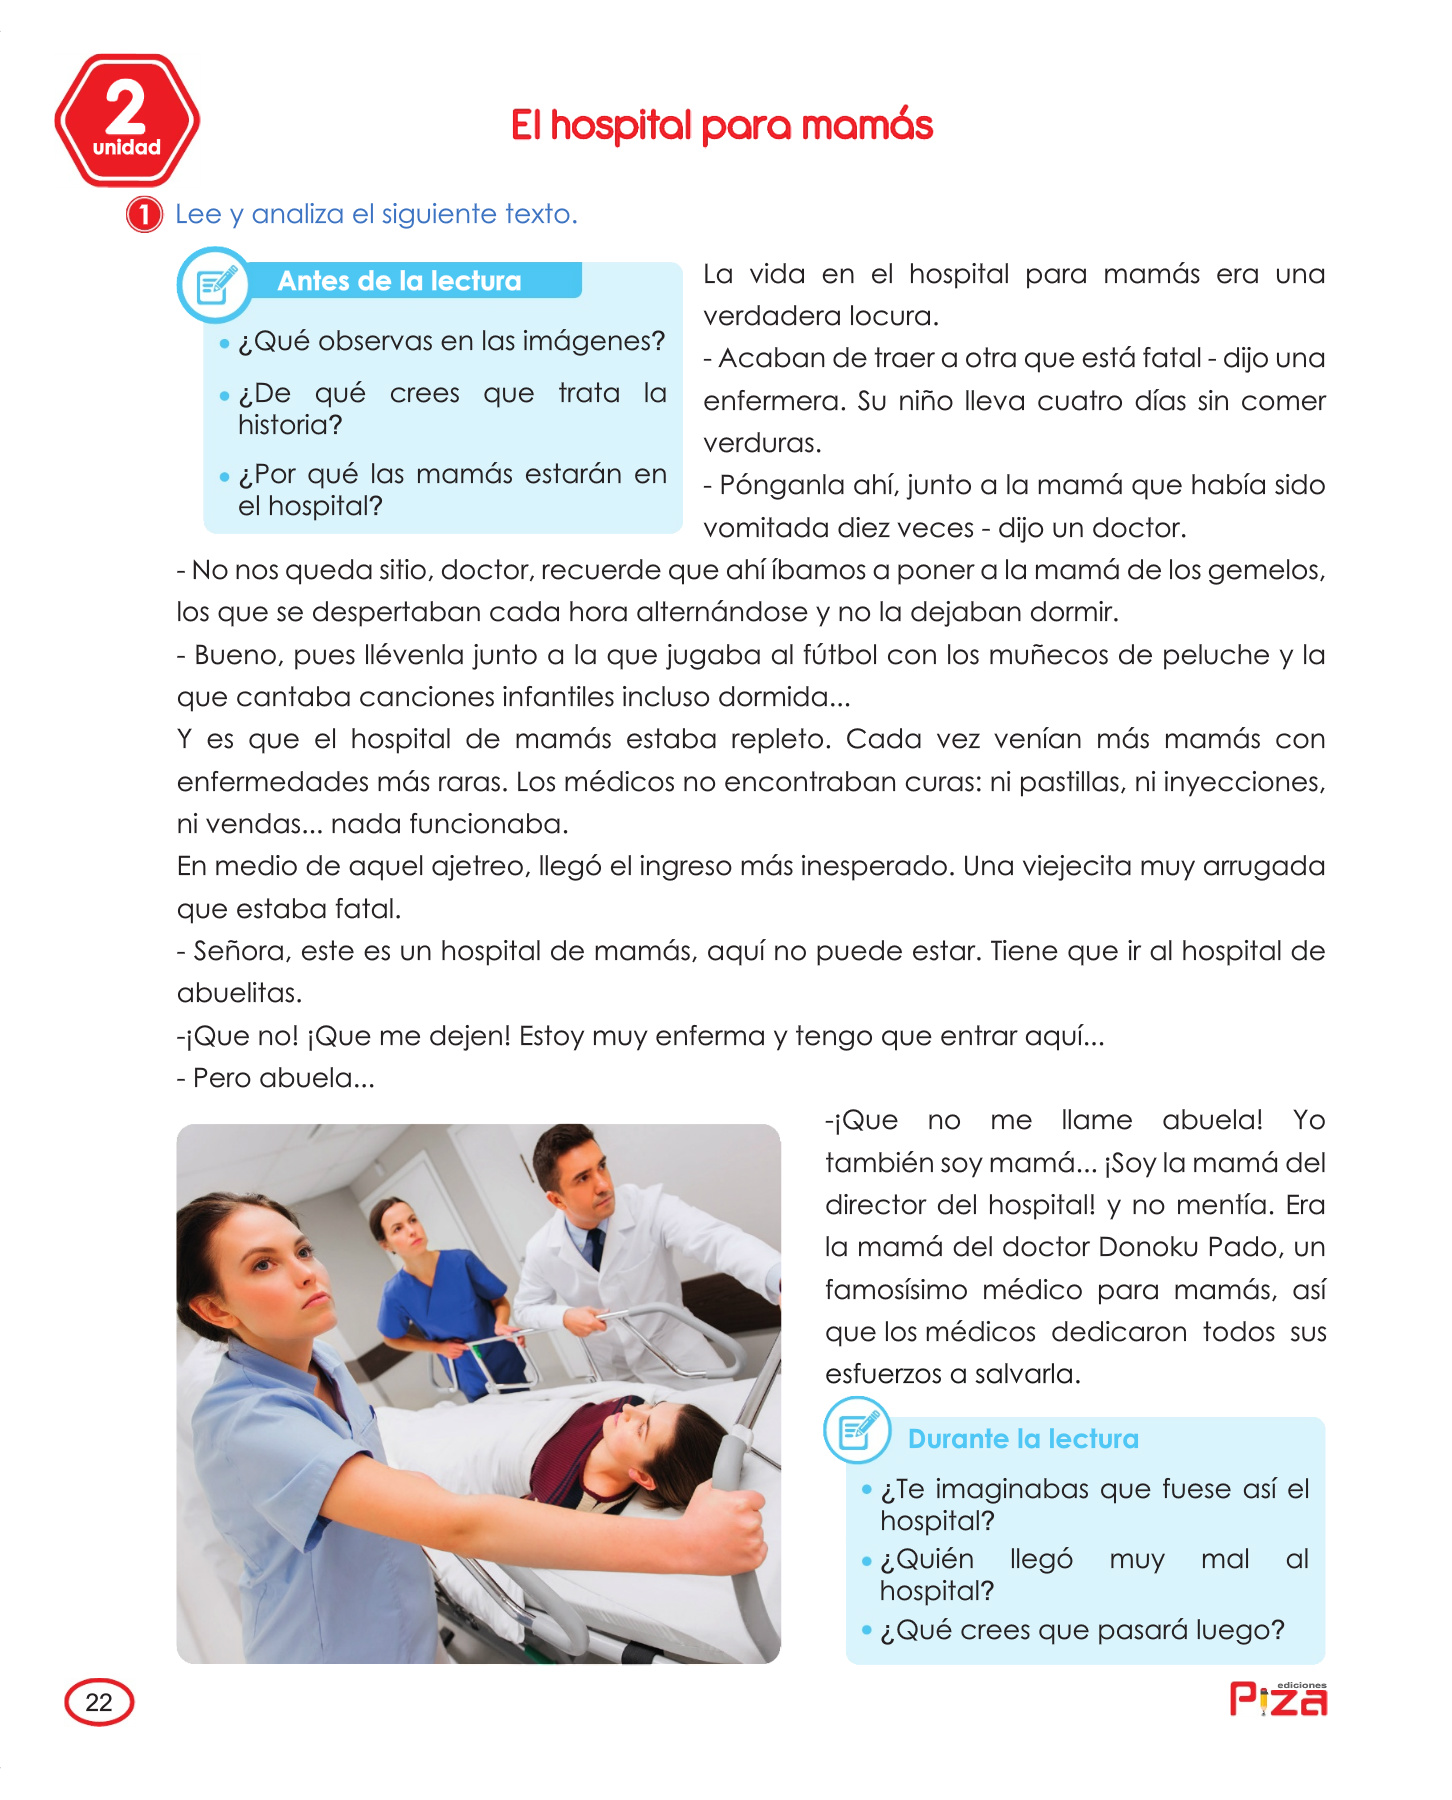 2
unidad
El hospital para mamás
1 Lee y analiza el siguiente texto.
Antes de la lectura
• ¿Qué observas en las imágenes?
• ¿De qué crees que trata la
historia?
• ¿Por qué las mamás estarán en
el hospital?
La vida en el hospital para mamás era una
verdadera locura.
- Acaban de traer a otra que está fatal - dijo una
enfermera. Su niño lleva cuatro días sin comer
verduras.
- Pónganla ahí, junto a la mamá que había sido
vomitada diez veces - dijo un doctor.
- No nos queda sitio, doctor, recuerde que ahí íbamos a poner a la mamá de los gemelos,
los que se despertaban cada hora alternándose y no la dejaban dormir.
- Bueno, pues llévenla junto a la que jugaba al fútbol con los muñecos de peluche y la
que cantaba canciones infantiles incluso dormida...
Y es que el hospital de mamás estaba repleto. Cada vez venían más mamás con
enfermedades más raras. Los médicos no encontraban curas: ni pastillas, ni inyecciones,
ni vendas... nada funcionaba.
En medio de aquel ajetreo, llegó el ingreso más inesperado. Una viejecita muy arrugada
que estaba fatal.
- Señora, este es un hospital de mamás, aquí no puede estar. Tiene que ir al hospital de
abuelitas.
-¡Que no! ¡Que me dejen! Estoy muy enferma y tengo que entrar aquí...
- Pero abuela...
-¡Que no me llame abuela! Yo
también soy mamá... ¡Soy la mamá del
director del hospital! y no mentía. Era
la mamá del doctor Donoku Pado, un
famosísimo médico para mamás, así
que los médicos dedicaron todos sus
esfuerzos a salvarla.
Durante la lectura
• ¿Te imaginabas que fuese así el
hospital?
• ¿Quién llegó muy mal al
hospital?
• ¿Qué crees que pasará luego?
22
ediciones
Piza